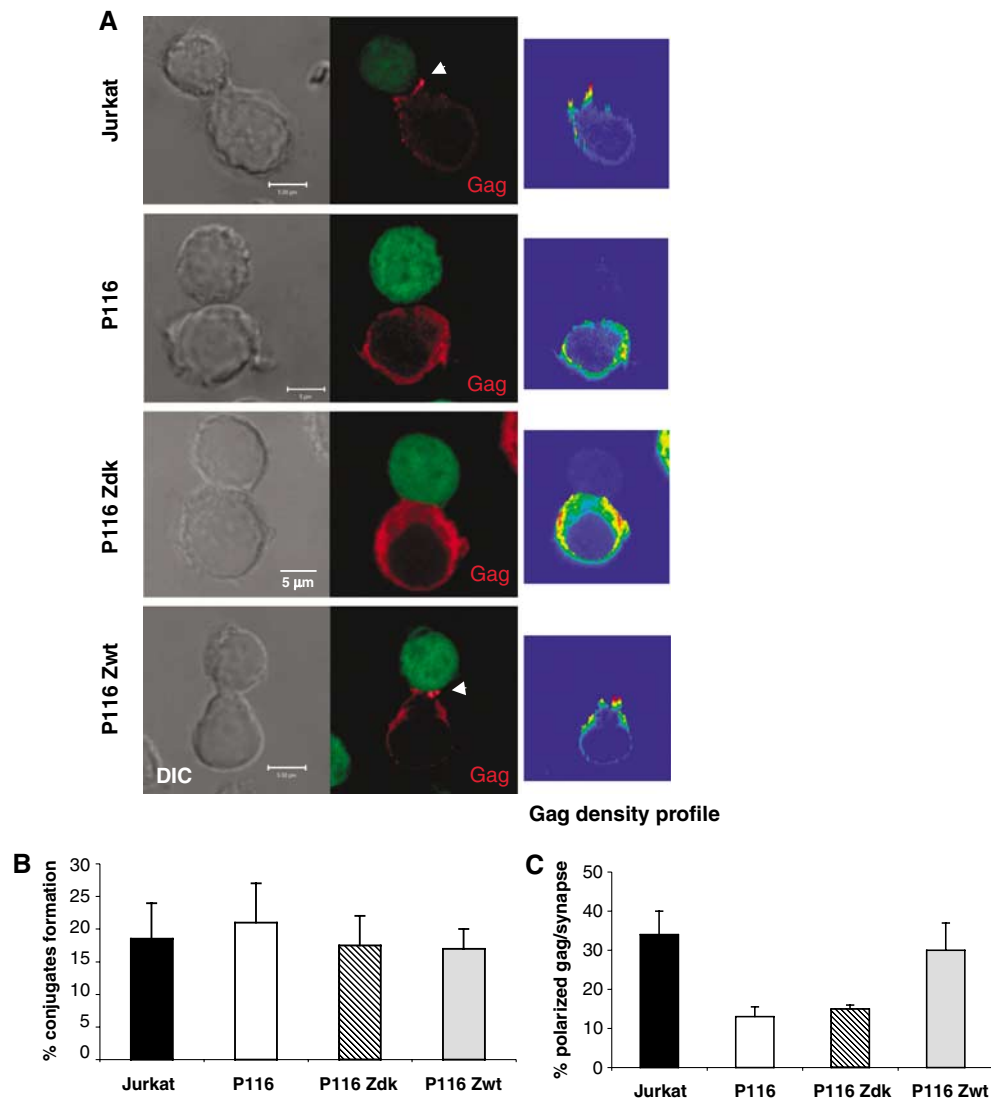 A
Jurkat
Gag
P116
Gag
P116 Zdk
5 µm
Gag
P116 Zwt
DIC
Gag
Gag density profile
B
% conjugates formation
30
25
20
15
10
5
0
Jurkat
P116
P116 Zdk
P116 Zwt
C
% polarized gag/synapse
50
40
30
20
10
0
Jurkat
P116
P116 Zdk
P116 Zwt